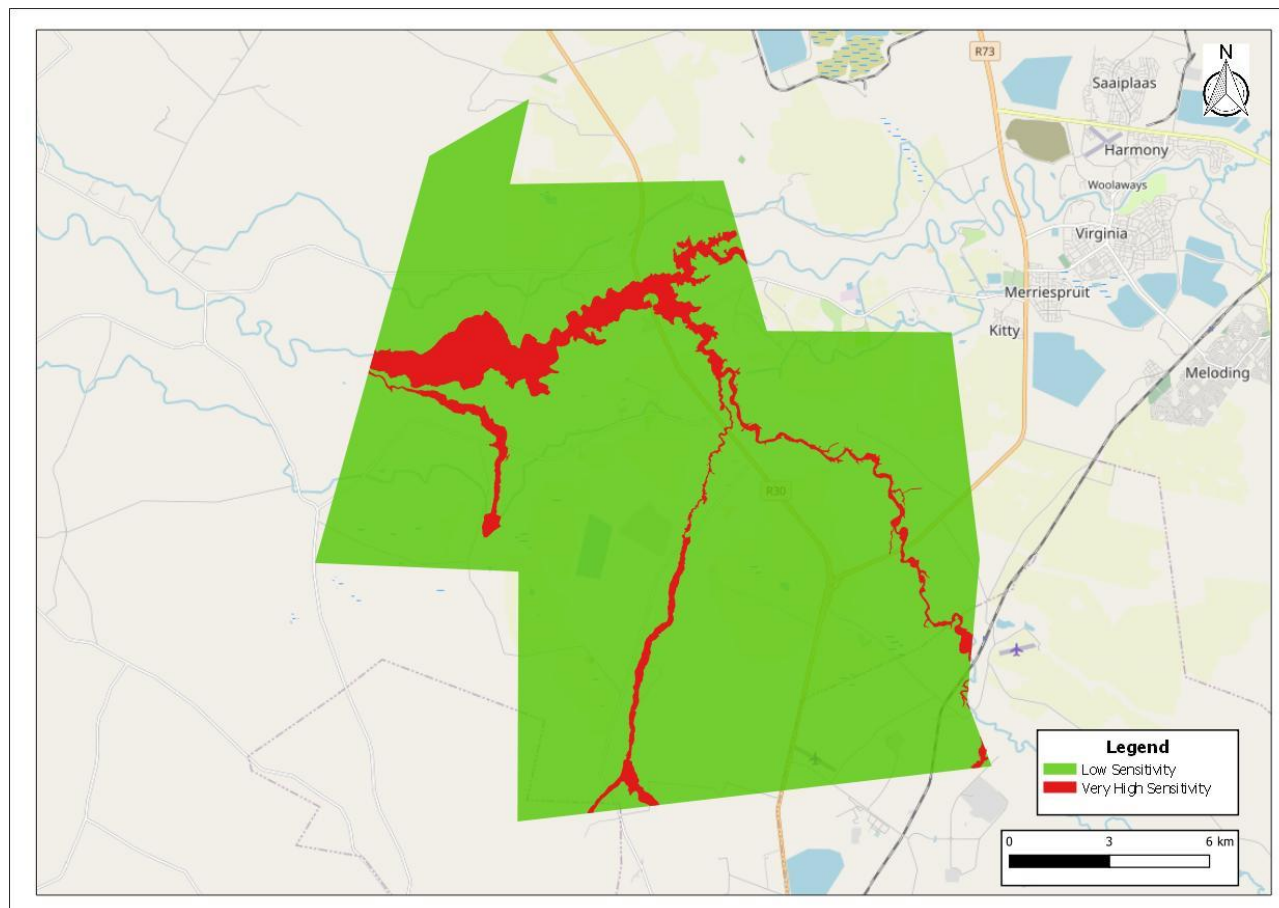 R73
N
Saaiplaas
Harmony
Woolaways
Virginia
Merriespruit
Kitty
Meloding
R30
Legend
Low Sensitivity
Very High Sensitivity
0 3 6 km